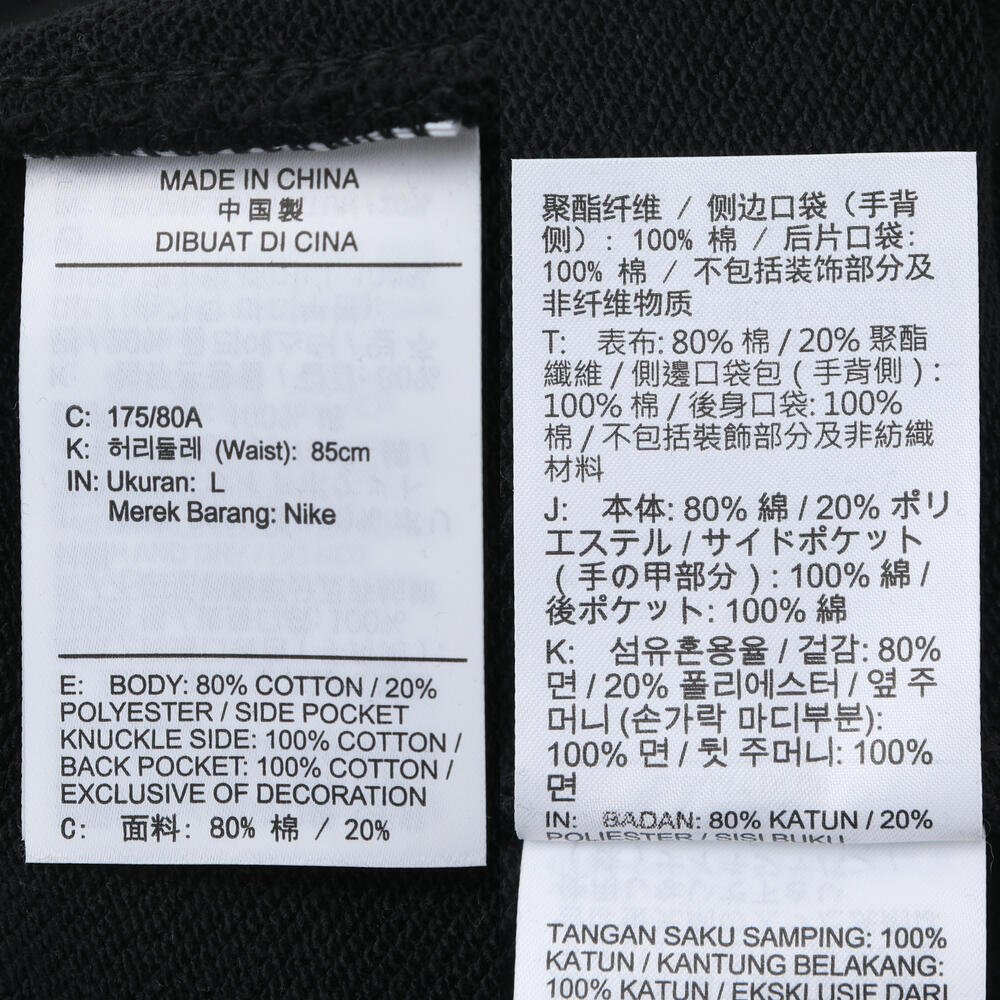 MADE IN CHINA
中国製
DIBUAT DI CINA
C: 175/80A
K: 허리둘레 (Waist): 85cm
IN: Ukuran: L
Merek Barang: Nike
E: BODY: 80% COTTON / 20%
POLYESTER / SIDE POCKET
KNUCKLE SIDE: 100% COTTON /
BACK POCKET: 100% COTTON /
EXCLUSIVE OF DECORATION
C: 面料: 80% 棉 / 20%
聚酯纤维 / 侧边口袋（手背
侧）: 100% 棉 / 后片口袋:
100% 棉 / 不包括装饰部分及
非纤维物质
T: 表布: 80% 棉 / 20% 聚酯
纖維 / 側邊口袋包 ( 手背側 ) :
100% 棉 / 後身口袋: 100%
棉 / 不包括裝飾部分及非紡織
材料
J: 本体: 80% 綿 / 20% ポリ
エステル / サイドポケット
( 手の甲部分 ) : 100% 綿 /
後ポケット: 100% 綿
K: 섬유혼용율 / 겉감: 80%
면 / 20% 폴리에스터 / 옆 주
머니 (손가락 마디부분):
100% 면 / 뒷 주머니: 100%
면
IN: BADAN: 80% KATUN / 20%
POLIESTER / SISI BUKU
TANGAN SAKU SAMPING: 100%
KATUN / KANTUNG BELAKANG:
100% KATUN / EKSKLUSIF DARI